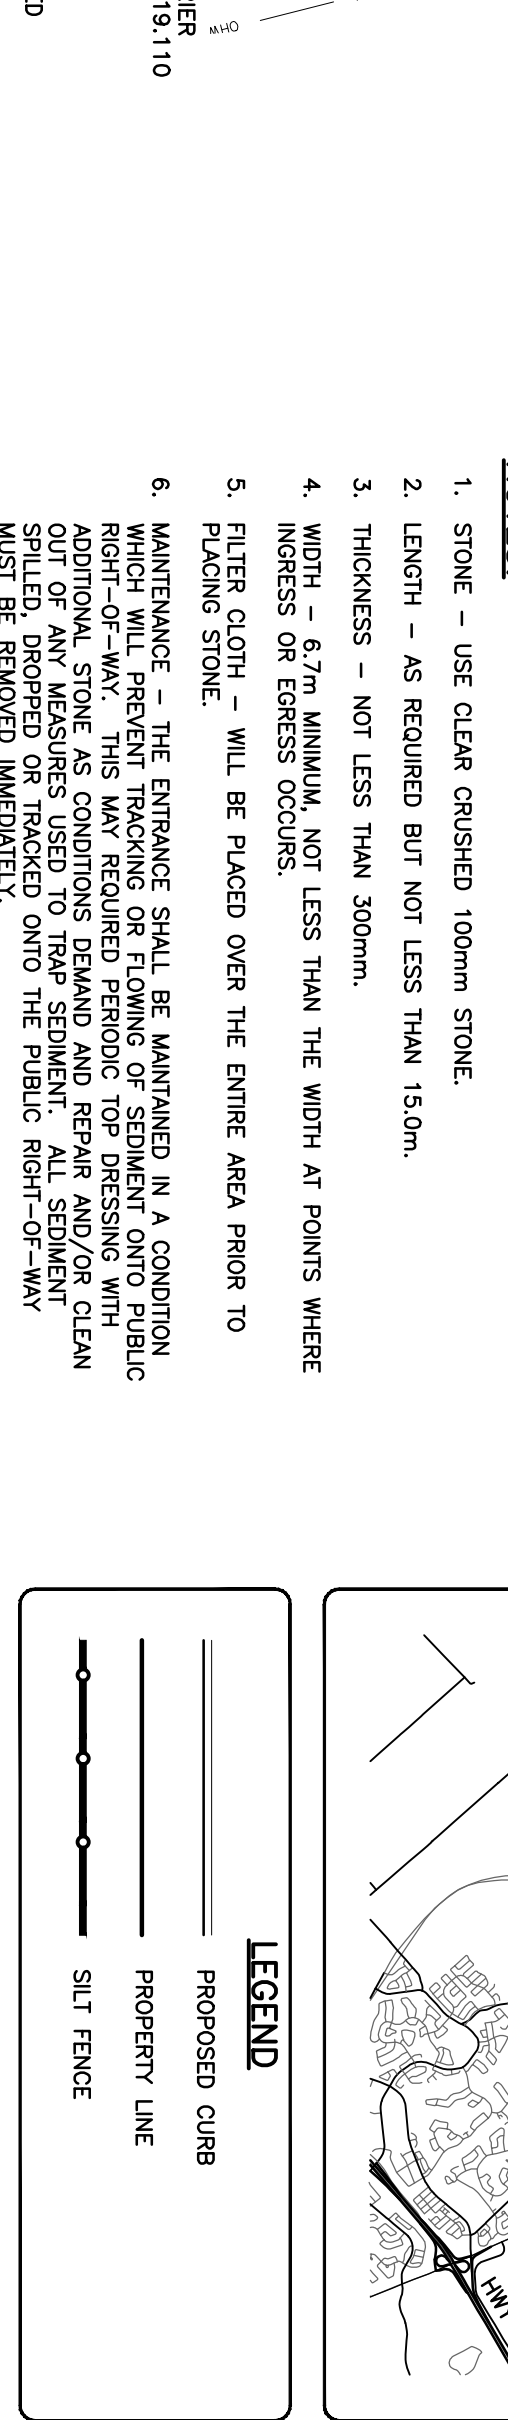 19.110
OHW
1. STONE – USE CLEAR CRUSHED 100mm STONE.
2. LENGTH – AS REQUIRED BUT NOT LESS THAN 15.0m.
3. THICKNESS – NOT LESS THAN 300mm.
4. WIDTH – 6.7m MINIMUM, NOT LESS THAN THE WIDTH AT POINTS WHERE
INGRESS OR EGRESS OCCURS.
5. FILTER CLOTH – WILL BE PLACED OVER THE ENTIRE AREA PRIOR TO
PLACING STONE.
6. MAINTENANCE – THE ENTRANCE SHALL BE MAINTAINED IN A CONDITION
WHICH WILL PREVENT TRACKING OR FLOWING OF SEDIMENT ONTO PUBLIC
RIGHT–OF–WAY. THIS MAY REQUIRED PERIODIC TOP DRESSING WITH
ADDITIONAL STONE AS CONDITIONS DEMAND AND REPAIR AND/OR CLEAN
OUT OF ANY MEASURES USED TO TRAP SEDIMENT. ALL SEDIMENT
SPILLED, DROPPED OR TRACKED ONTO THE PUBLIC RIGHT–OF–WAY
MUST BE REMOVED IMMEDIATELY.
HWY
LEGEND
PROPOSED CURB
PROPERTY LINE
SILT FENCE